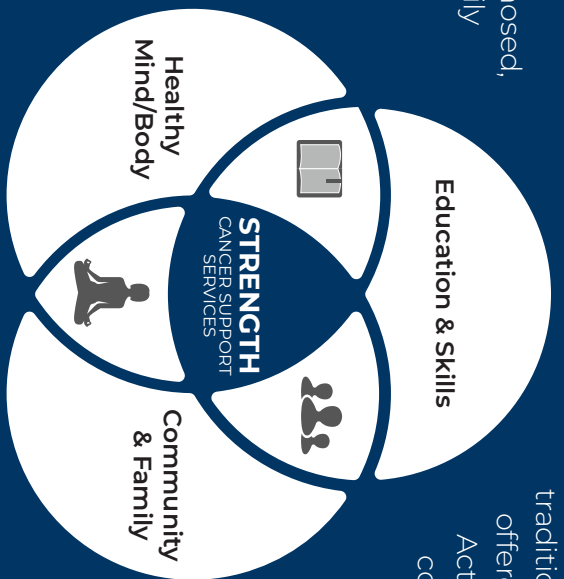 Education & Skills
Healthy
Mind/Body
STRENGTH
CANCER SUPPORT
SERVICES
Community
& Family